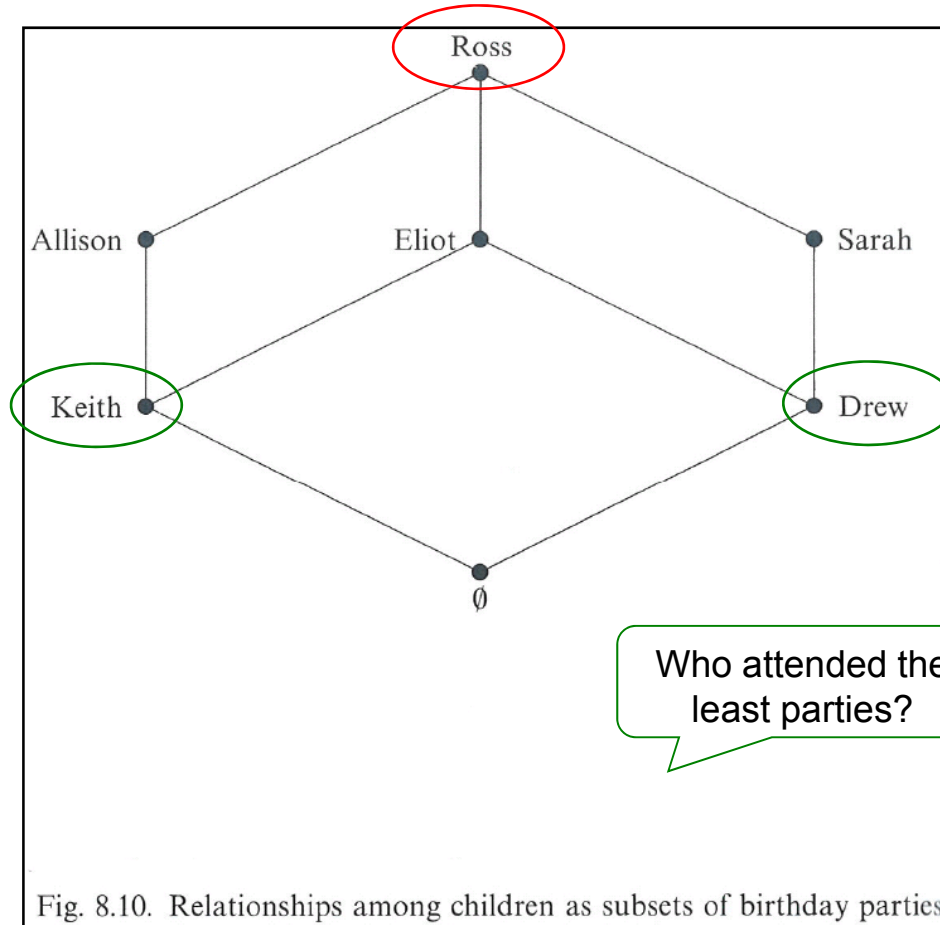 Ross
Allison
Eliot
Sarah
Keith
Drew
∅
Who attended the
least parties?
Fig. 8.10. Relationships among children as subsets of birthday parties